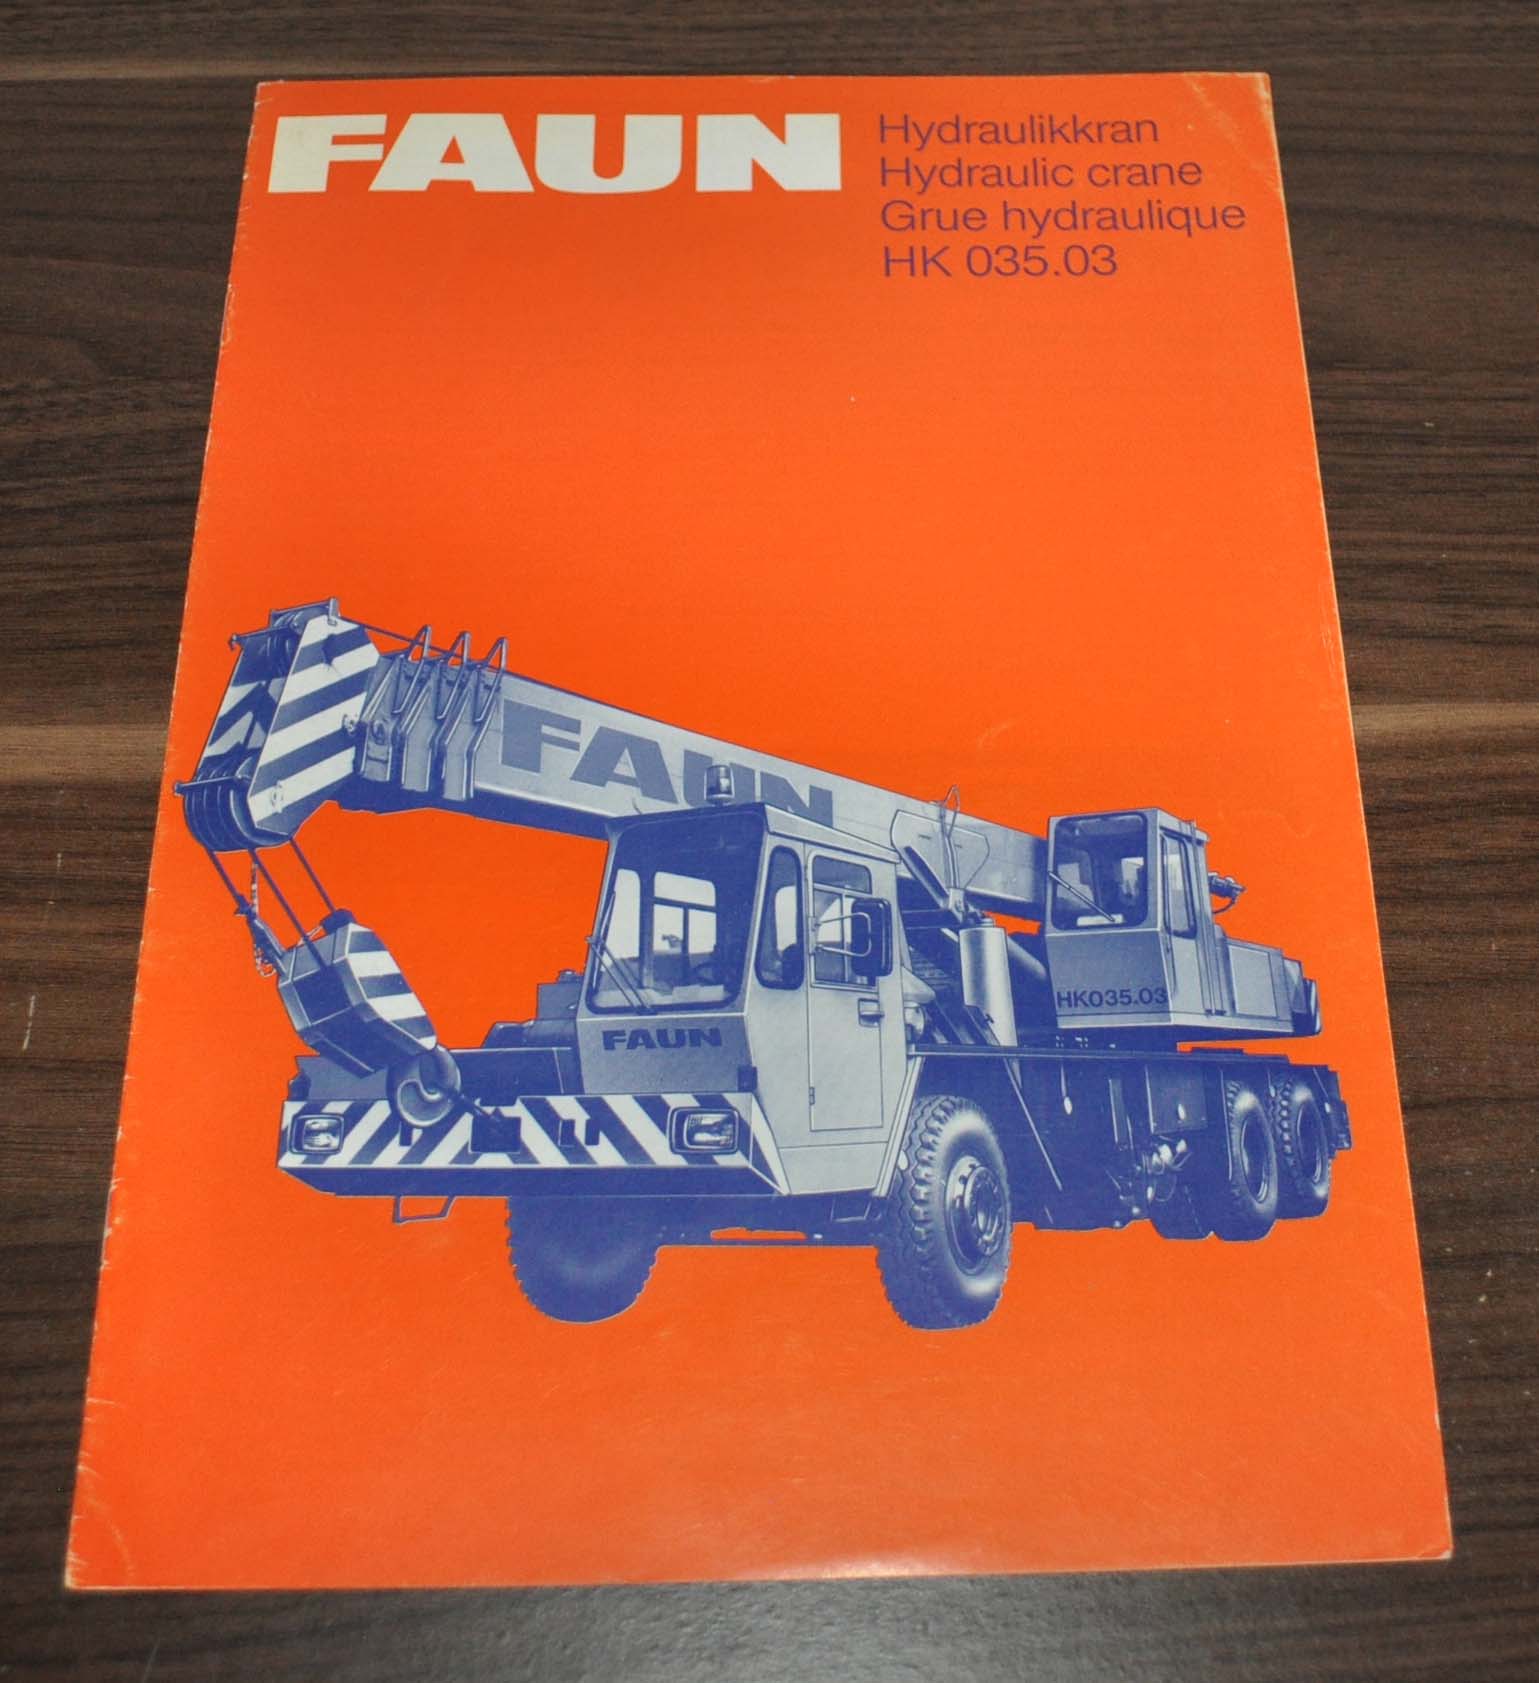 FAUN
Hydraulikkran
Hydraulic crane
Grue hydraulique
HK 035.03
FAUN
HK035.03
FAUN